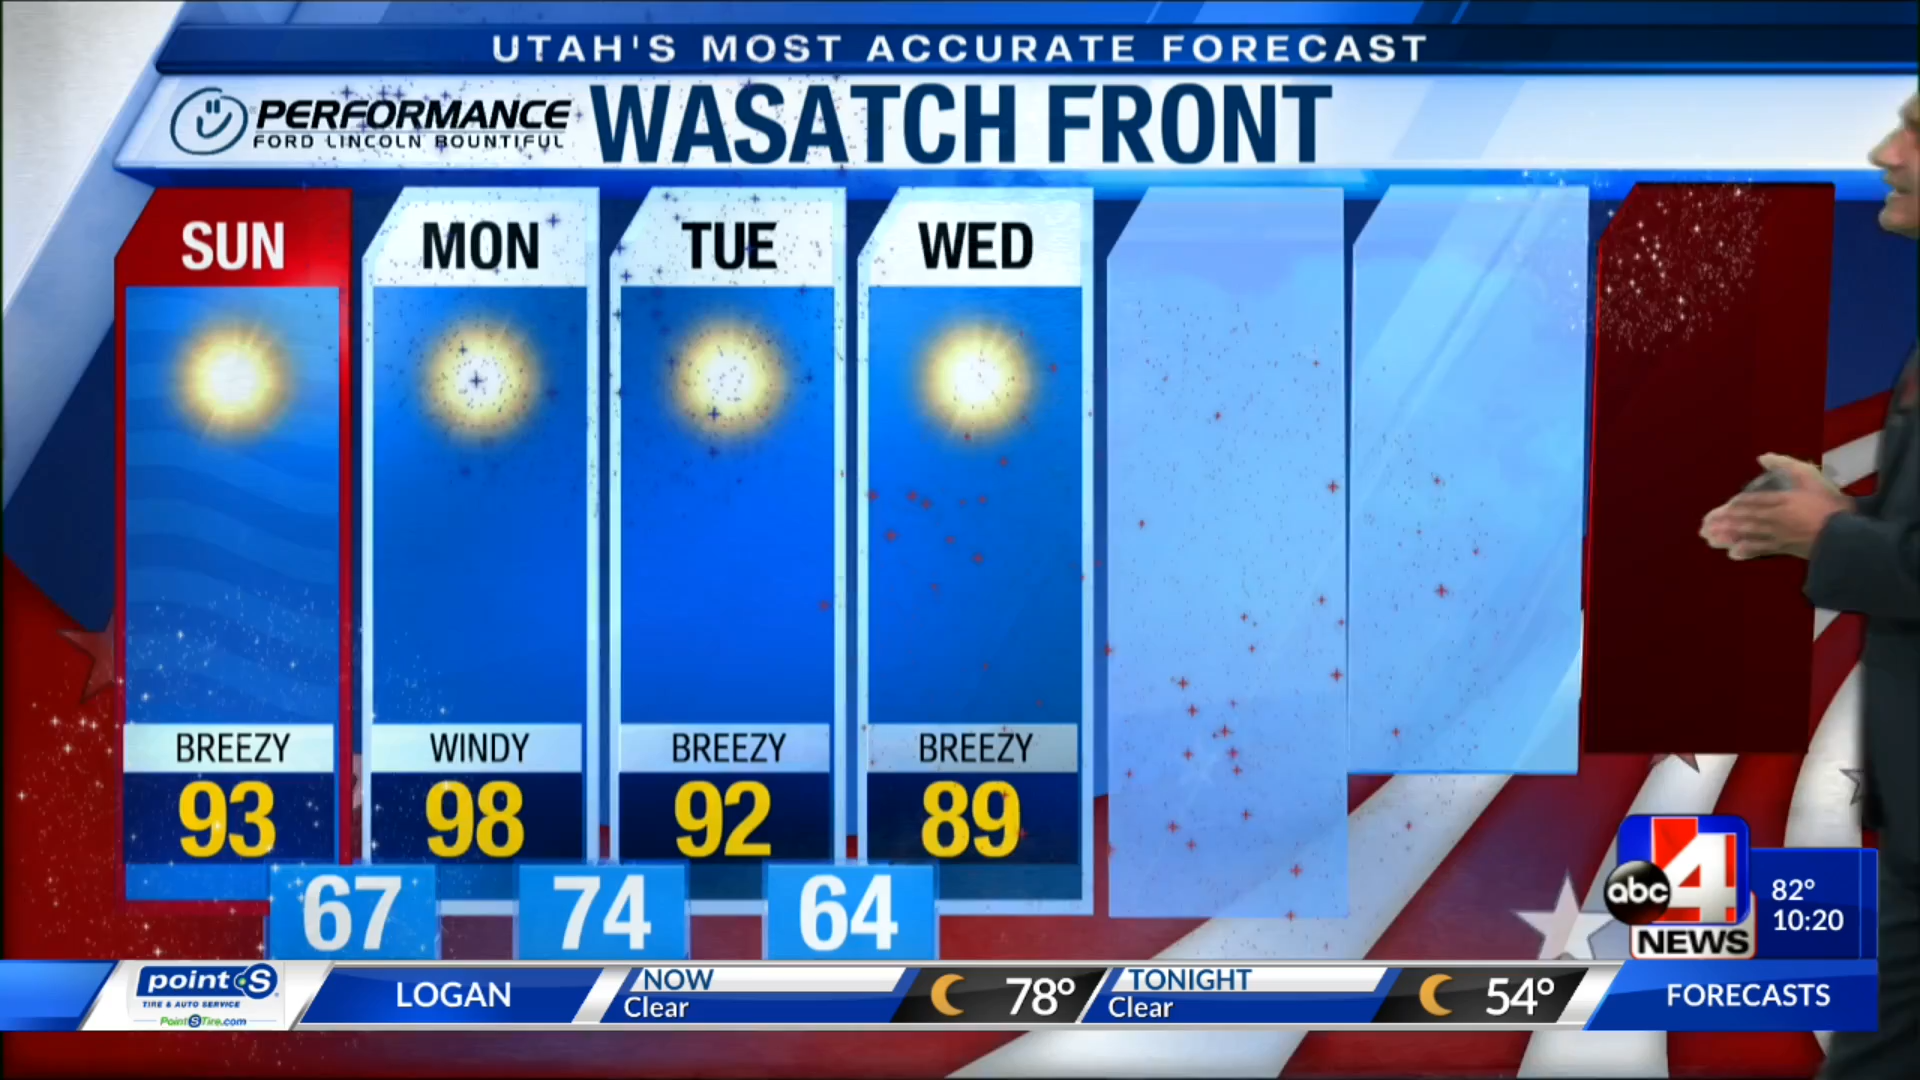 UTAH'S MOST ACCURATE FORECAST
PERFORMANCE
FORD LINCOLN BOUNTIFUL
WASATCH FRONT
SUN MON TUE WED
BREEZY WINDY BREEZY BREEZY
93 98 92 89
67 74 64
abc 4
NEWS
82°
10:20
point S
TIRE & AUTO SERVICE
PointSTire.com
LOGAN
NOW
Clear
78°
TONIGHT
Clear
54°
FORECASTS